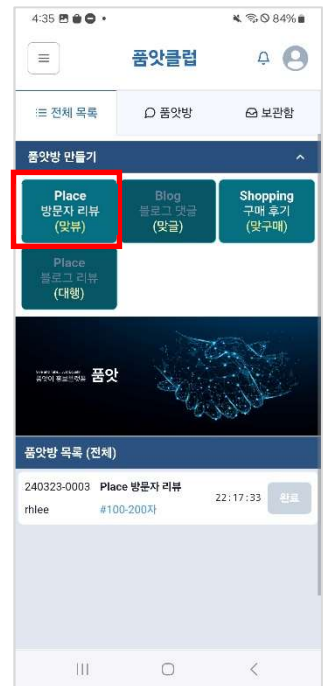 4:35
84%
품앗클럽
전체 목록
품앗방
보관함
품앗방 만들기
Place
방문자 리뷰
(맞뷰)
Blog
블로그 댓글
(맞글)
Shopping
구매 후기
(맞구매)
Place
블로그 리뷰
(대행)
품앗
품앗방 목록 (전체)
240323-0003 Place 방문자 리뷰
22:17:33 완료
rhlee #100-200자